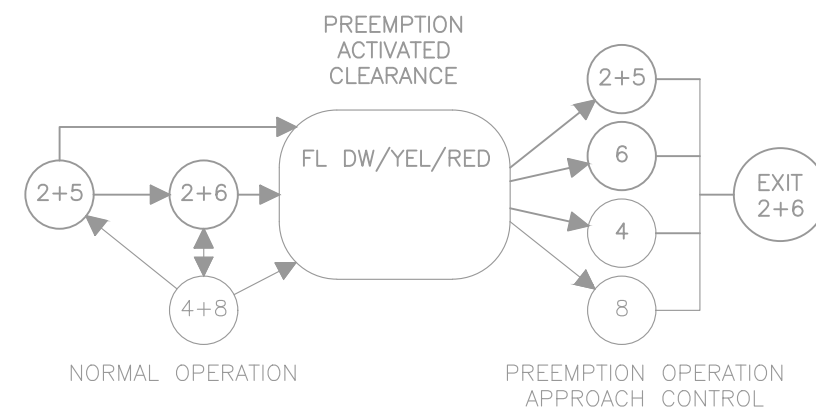 PREEMPTION
ACTIVATED
CLEARANCE
2+5
2+6
4+8
NORMAL OPERATION
FL DW/YEL/RED
2+5
6
4
8
PREEMPTION OPERATION
APPROACH CONTROL
EXIT
2+6